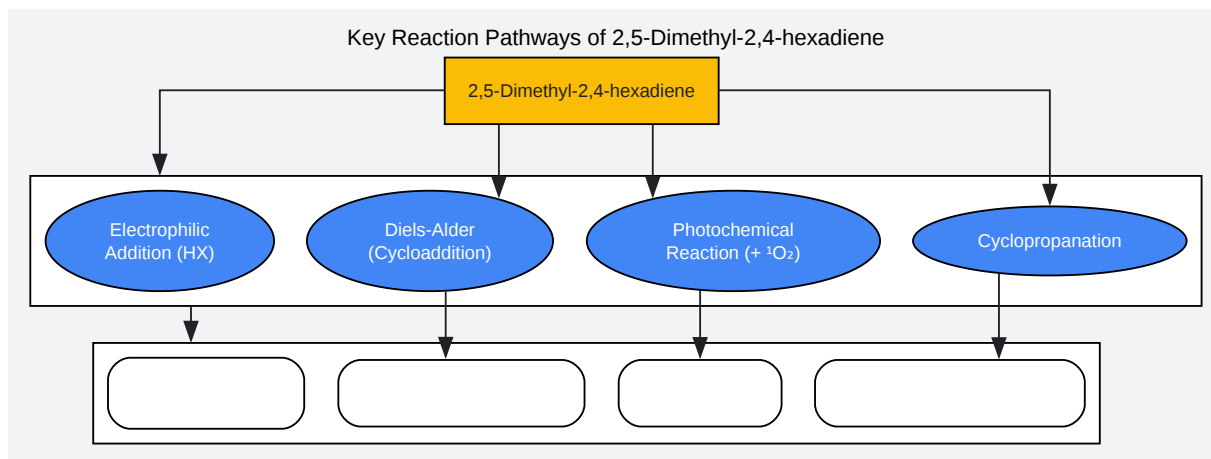 Key Reaction Pathways of 2,5-Dimethyl-2,4-hexadiene
2,5-Dimethyl-2,4-hexadiene
Electrophilic
Addition (HX)
Diels-Alder
(Cycloaddition)
Photochemical
Reaction (+ ¹O₂)
Cyclopropanation